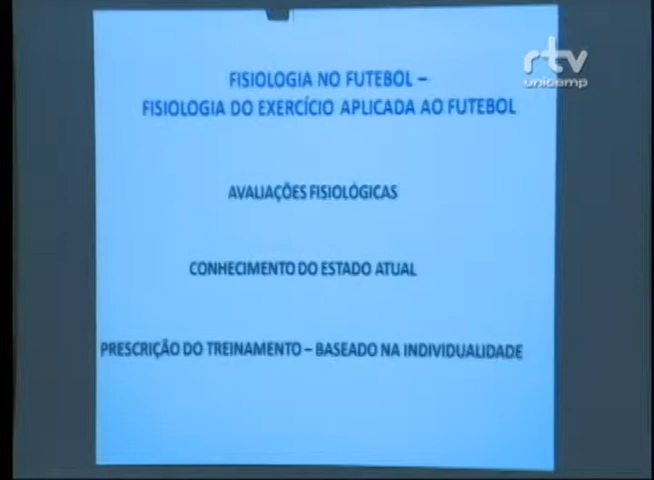 rtv
unicamp
FISIOLOGIA NO FUTEBOL –
FISIOLOGIA DO EXERCÍCIO APLICADA AO FUTEBOL
AVALIAÇÕES FISIOLÓGICAS
CONHECIMENTO DO ESTADO ATUAL
PRESCRIÇÃO DO TREINAMENTO – BASEADO NA INDIVIDUALIDADE